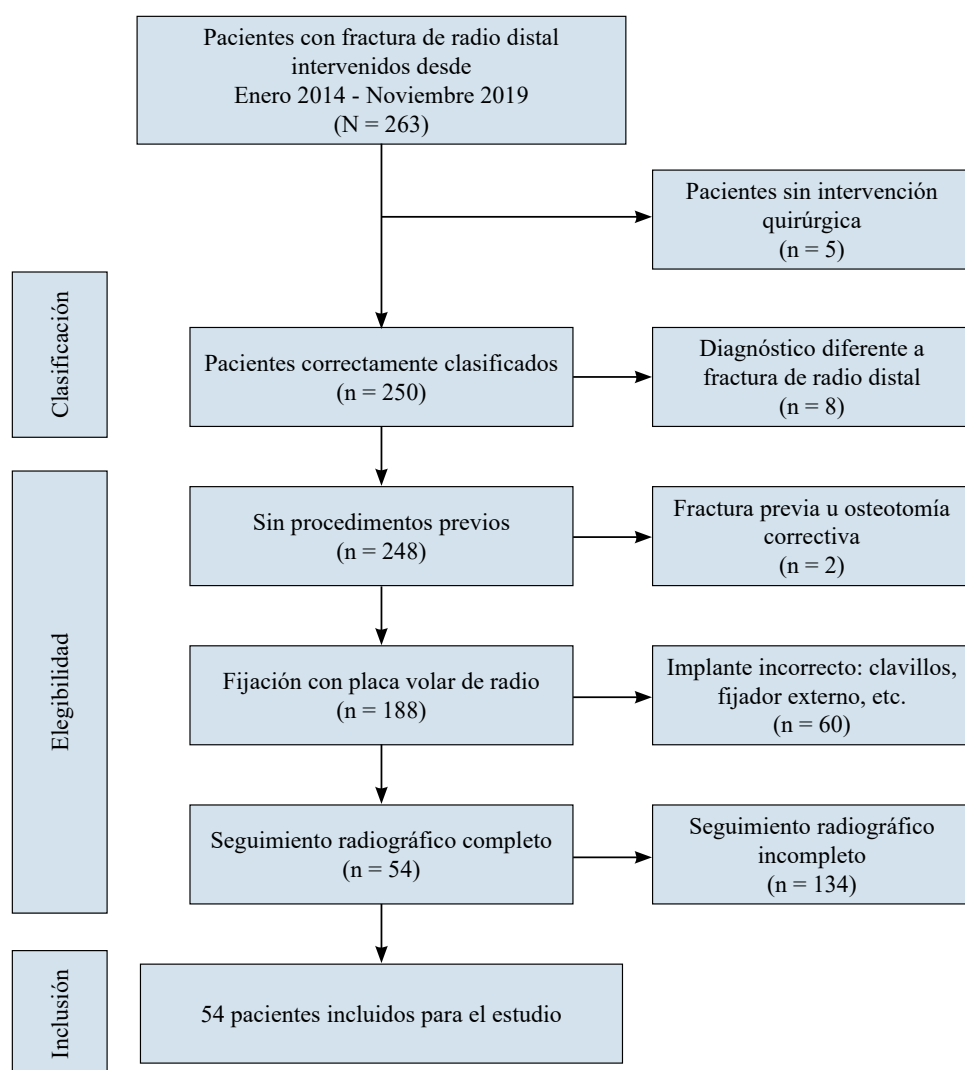 Pacientes con fractura de radio distal
intervenidos desde
Enero 2014 - Noviembre 2019
(N = 263)
Pacientes sin intervención
quirúrgica
(n = 5)
Clasificación
Pacientes correctamente clasificados
(n = 250)
Diagnóstico diferente a
fractura de radio distal
(n = 8)
Elegibilidad
Sin procedimentos previos
(n = 248)
Fractura previa u osteotomía
correctiva
(n = 2)
Fijación con placa volar de radio
(n = 188)
Implante incorrecto: clavillos,
fijador externo, etc.
(n = 60)
Seguimiento radiográfico completo
(n = 54)
Seguimiento radiográfico
incompleto
(n = 134)
Inclusión
54 pacientes incluidos para el estudio